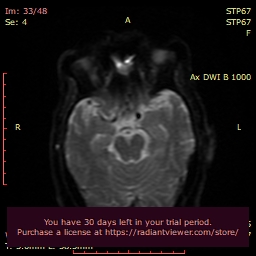 Im: 33/48
Se: 4
A
STP67
STP67
F
Ax DWI B 1000
R
L
You have 30 days left in your trial period.
Purchase a license at https://radiantviewer.com/store/